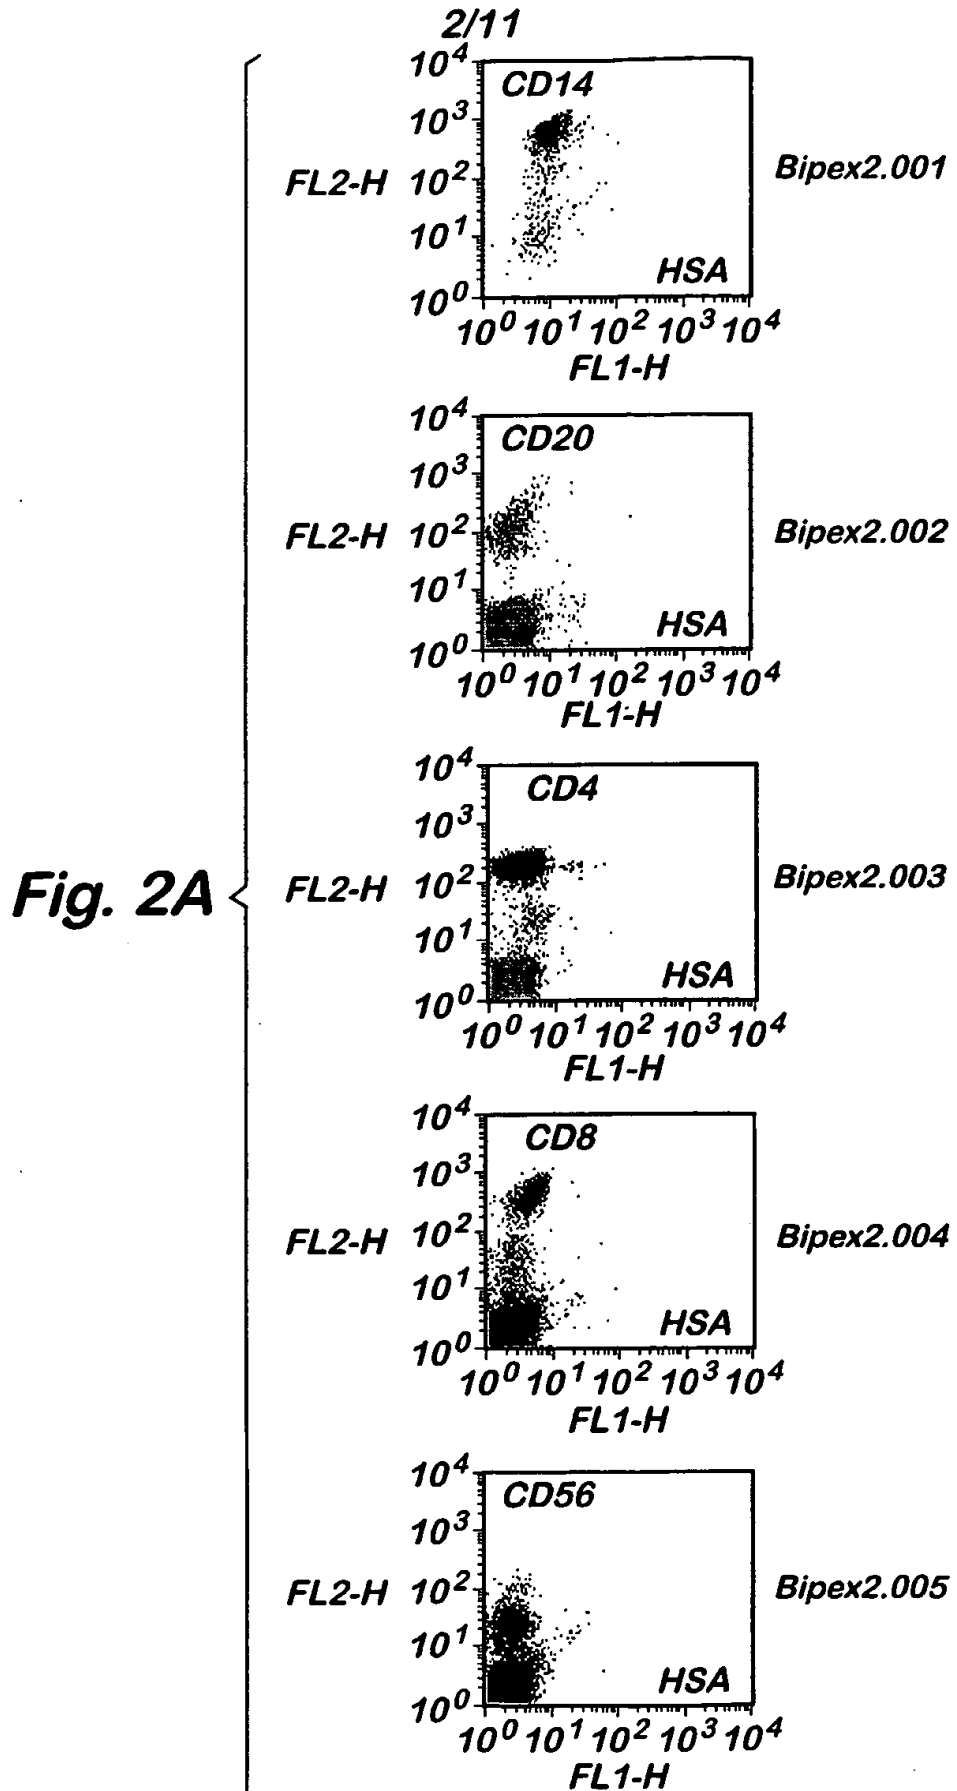 2/11
Fig. 2A
10^4
10^3
10^2
10^1
10^0
FL2-H
CD14
HSA
Bipex2.001
10^0 10^1 10^2 10^3 10^4
FL1-H
10^4
10^3
10^2
10^1
10^0
FL2-H
CD20
HSA
Bipex2.002
10^0 10^1 10^2 10^3 10^4
FL1-H
10^4
10^3
10^2
10^1
10^0
FL2-H
CD4
HSA
Bipex2.003
10^0 10^1 10^2 10^3 10^4
FL1-H
10^4
10^3
10^2
10^1
10^0
FL2-H
CD8
HSA
Bipex2.004
10^0 10^1 10^2 10^3 10^4
FL1-H
10^4
10^3
10^2
10^1
10^0
FL2-H
CD56
HSA
Bipex2.005
10^0 10^1 10^2 10^3 10^4
FL1-H